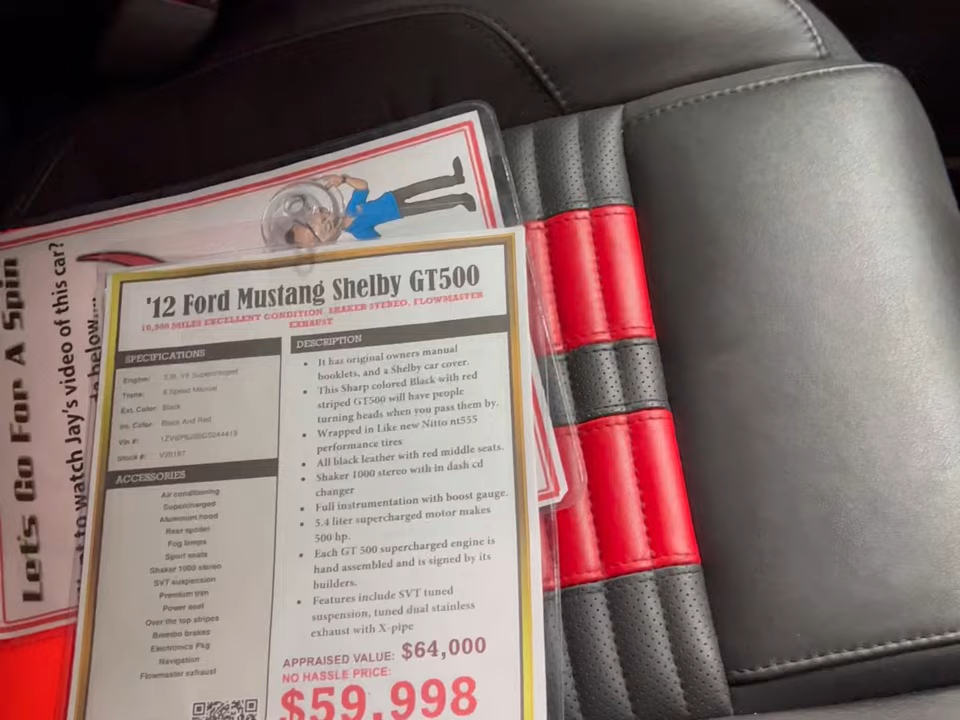 '12 Ford Mustang Shelby GT500
MILES EXCELLENT CONDITION, SHAKER STEREO, FLOWMASTER
EXHAUST
SPECIFICATIONS
Engine: V8 Supercharged
Trans: 6 Speed Manual
Ext. Color: Black
Int. Color: Black And Red
Vin #:
Stock #:
ACCESSORIES
Air conditioning
Supercharged
Aluminum hood
Rear spoiler
Fog lamps
Sport seats
Shaker 1000 stereo
SVT suspension
Premium trim
Power seat
Over the top stripes
Brembo brakes
Electronics Pkg
Navigation
Flowmaster exhaust
DESCRIPTION
• It has original owners manual
booklets, and a Shelby car cover.
• This Sharp colored Black with red
striped GT500 will have people
turning heads when you pass them by.
• Wrapped in Like new Nitto nt555
performance tires
• All black leather with red middle seats.
• Shaker 1000 stereo with in dash cd
changer
• Full instrumentation with boost gauge.
• 5.4 liter supercharged motor makes
500 hp.
• Each GT 500 supercharged engine is
hand assembled and is signed by its
builders.
• Features include SVT tuned
suspension, tuned dual stainless
exhaust with X-pipe
APPRAISED VALUE: $64,000
NO HASSLE PRICE:
$59,998
Let's Go For A Spin
to watch Jay's video of this car?
below...